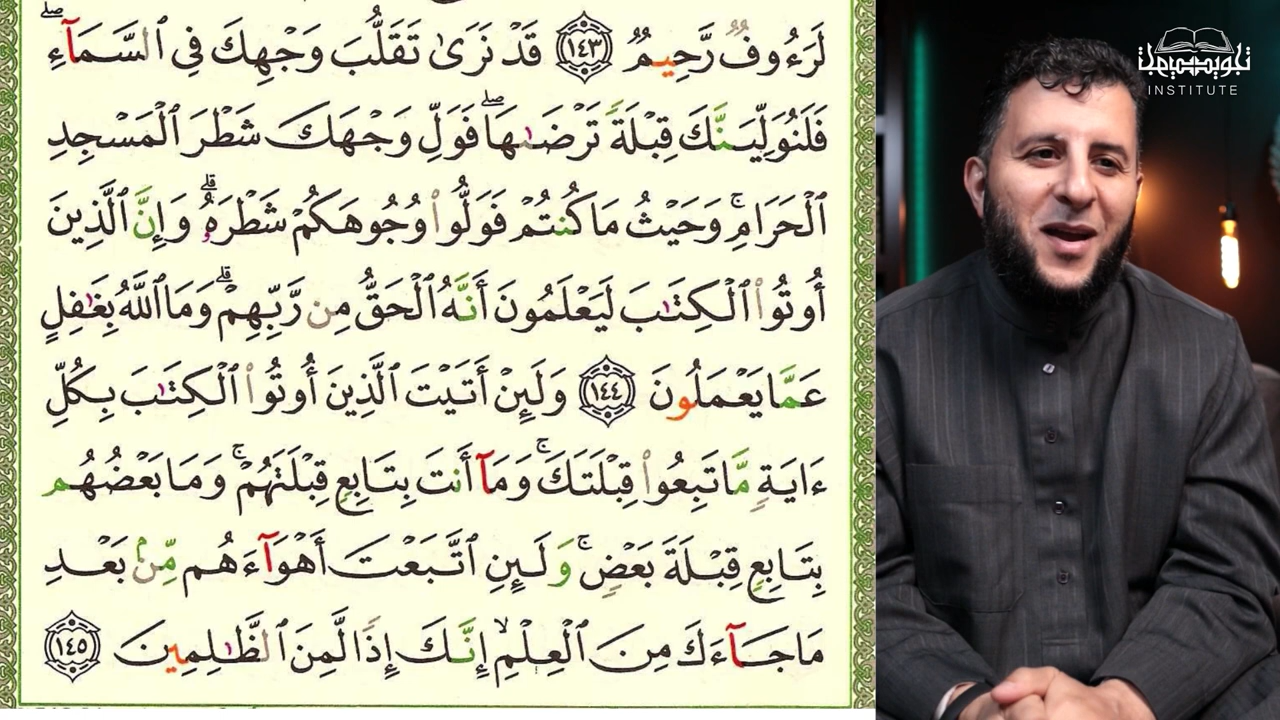 لَرَءُوفٌ رَّحِيمٌ ١٤٣ قَدْ نَرَىٰ تَقَلُّبَ وَجْهِكَ فِي ٱلسَّمَآءِۖ
فَلَنُوَلِّيَنَّكَ قِبْلَةً تَرْضَىٰهَاۖ فَوَلِّ وَجْهَكَ شَطْرَ ٱلْمَسْجِدِ
ٱلْحَرَامِۚ وَحَيْثُ مَا كُنتُمْ فَوَلُّوا۟ وُجُوهَكُمْ شَطْرَهُۥۗ وَإِنَّ ٱلَّذِينَ
أُوتُوا۟ ٱلْكِتَٰبَ لَيَعْلَمُونَ أَنَّهُ ٱلْحَقُّ مِن رَّبِّهِمْۗ وَمَا ٱللَّهُ بِغَٰفِلٍ
عَمَّا يَعْمَلُونَ ١٤٤ وَلَئِنْ أَتَيْتَ ٱلَّذِينَ أُوتُوا۟ ٱلْكِتَٰبَ بِكُلِّ
ءَايَةٍ مَّا تَبِعُوا۟ قِبْلَتَكَۚ وَمَآ أَنتَ بِتَابِعٍ قِبْلَتَهُمْۚ وَمَا بَعْضُهُم
بِتَابِعٍ قِبْلَةَ بَعْضٍۚ وَلَئِنِ ٱتَّبَعْتَ أَهْوَآءَهُم مِّنۢ بَعْدِ
مَا جَآءَكَ مِنَ ٱلْعِلْمِۙ إِنَّكَ إِذًا لَّمِنَ ٱلظَّٰلِمِينَ ١٤٥
INSTITUTE